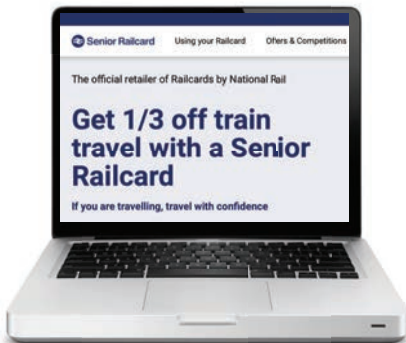 Senior Railcard Using your Railcard Ofers & Competitions
The official retailer of Railcards by National Rail
Get 1/3 off train
travel with a Senior
Railcard
If you are travelling, travel with confidence